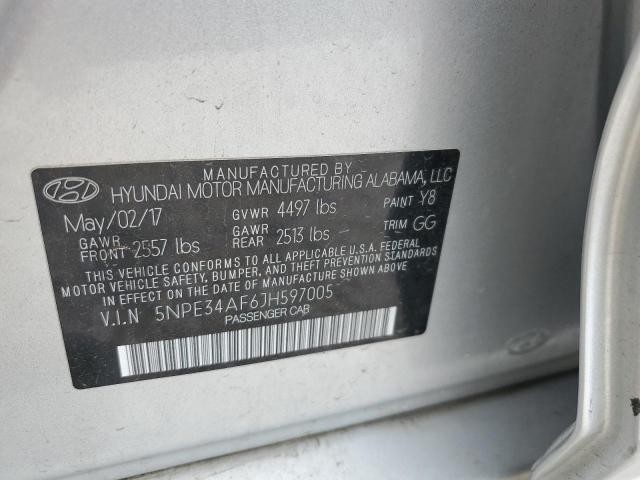 MANUFACTURED BY
HYUNDAI MOTOR MANUFACTURING ALABAMA, LLC
May/02/17 GVWR 4497 lbs PAINT Y8
GAWR FRONT 2557 lbs GAWR REAR 2513 lbs TRIM GG
THIS VEHICLE CONFORMS TO ALL APPLICABLE U.S.A. FEDERAL
MOTOR VEHICLE SAFETY, BUMPER, AND THEFT PREVENTION STANDARDS
IN EFFECT ON THE DATE OF MANUFACTURE SHOWN ABOVE.
V.I.N 5NPE34AF6JH597005
PASSENGER CAR